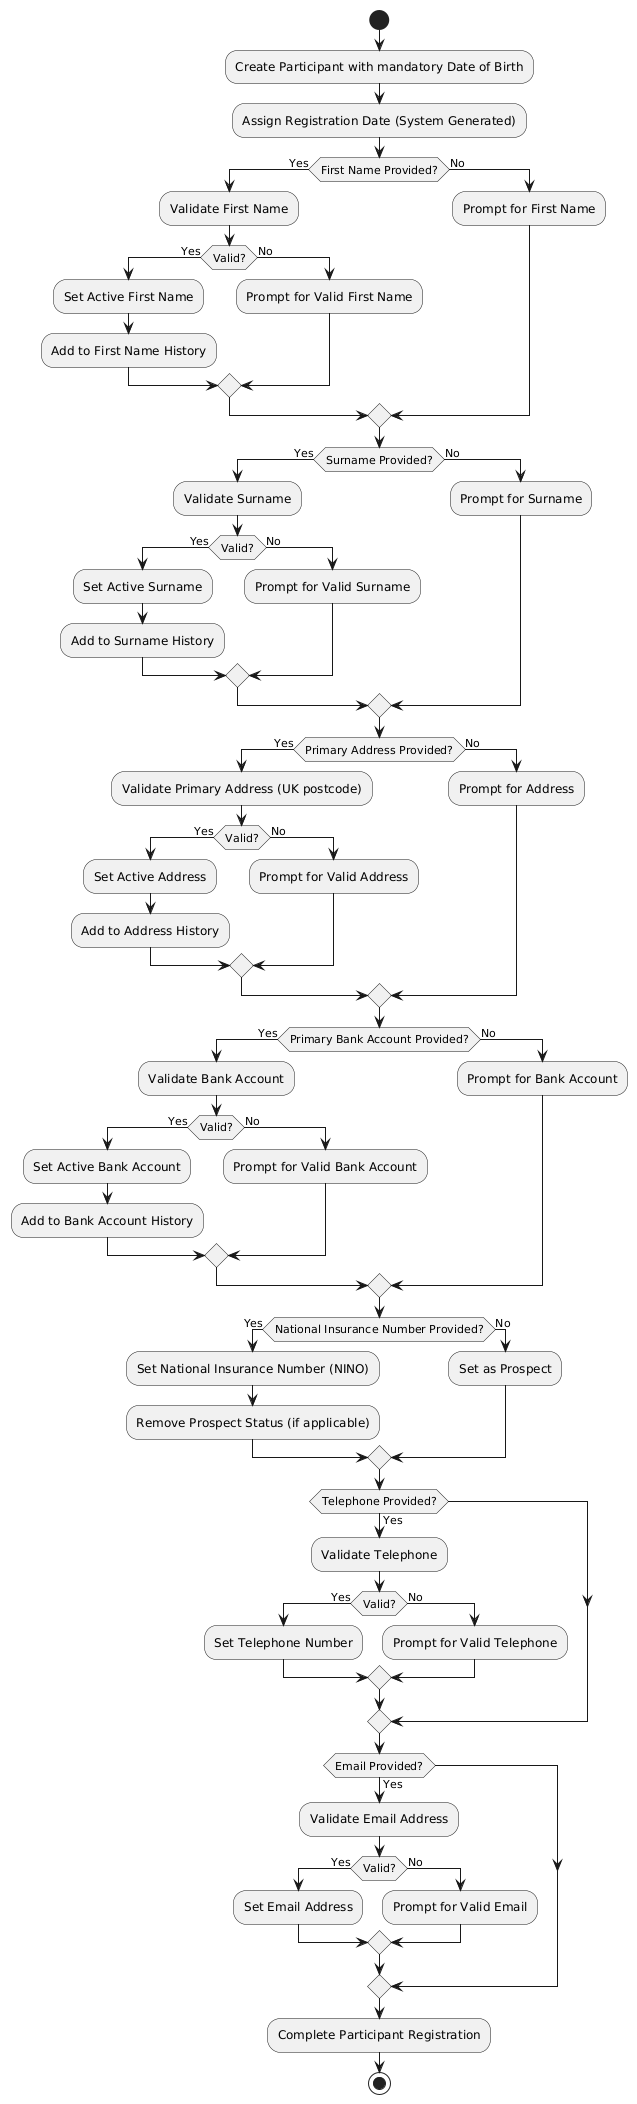 Create Participant with mandatory Date of Birth
Assign Registration Date (System Generated)
Yes
First Name Provided?
No
Validate First Name
Prompt for First Name
Yes
Valid?
No
Set Active First Name
Prompt for Valid First Name
Add to First Name History
Yes
Surname Provided?
No
Validate Surname
Prompt for Surname
Yes
Valid?
No
Set Active Surname
Prompt for Valid Surname
Add to Surname History
Yes
Primary Address Provided?
No
Validate Primary Address (UK postcode)
Prompt for Address
Yes
Valid?
No
Set Active Address
Prompt for Valid Address
Add to Address History
Yes
Primary Bank Account Provided?
No
Validate Bank Account
Prompt for Bank Account
Yes
Valid?
No
Set Active Bank Account
Prompt for Valid Bank Account
Add to Bank Account History
Yes
National Insurance Number Provided?
No
Set National Insurance Number (NINO)
Set as Prospect
Remove Prospect Status (if applicable)
Telephone Provided?
Yes
Validate Telephone
Yes
Valid?
No
Set Telephone Number
Prompt for Valid Telephone
Email Provided?
Yes
Validate Email Address
Yes
Valid?
No
Set Email Address
Prompt for Valid Email
Complete Participant Registration